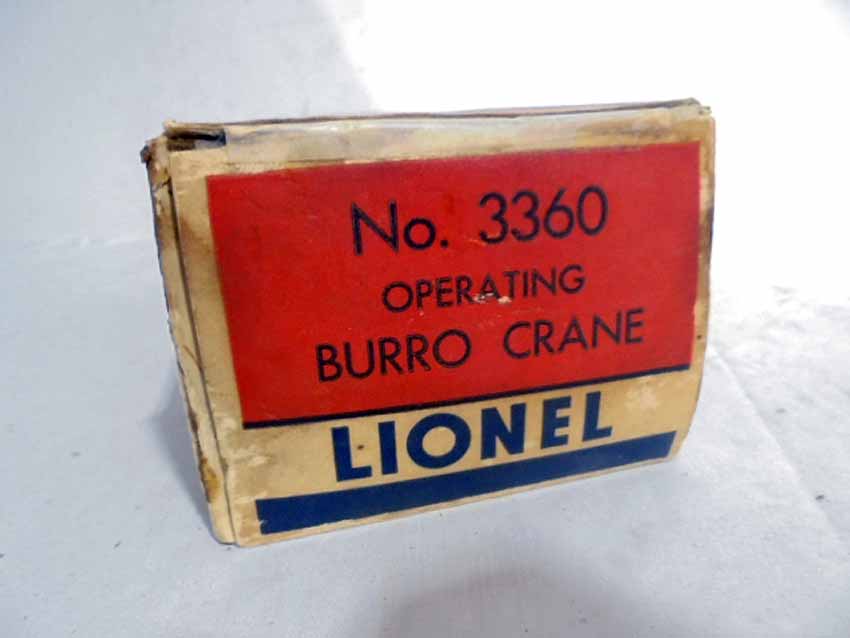 No. 3360
OPERATING
BURRO CRANE
LIONEL